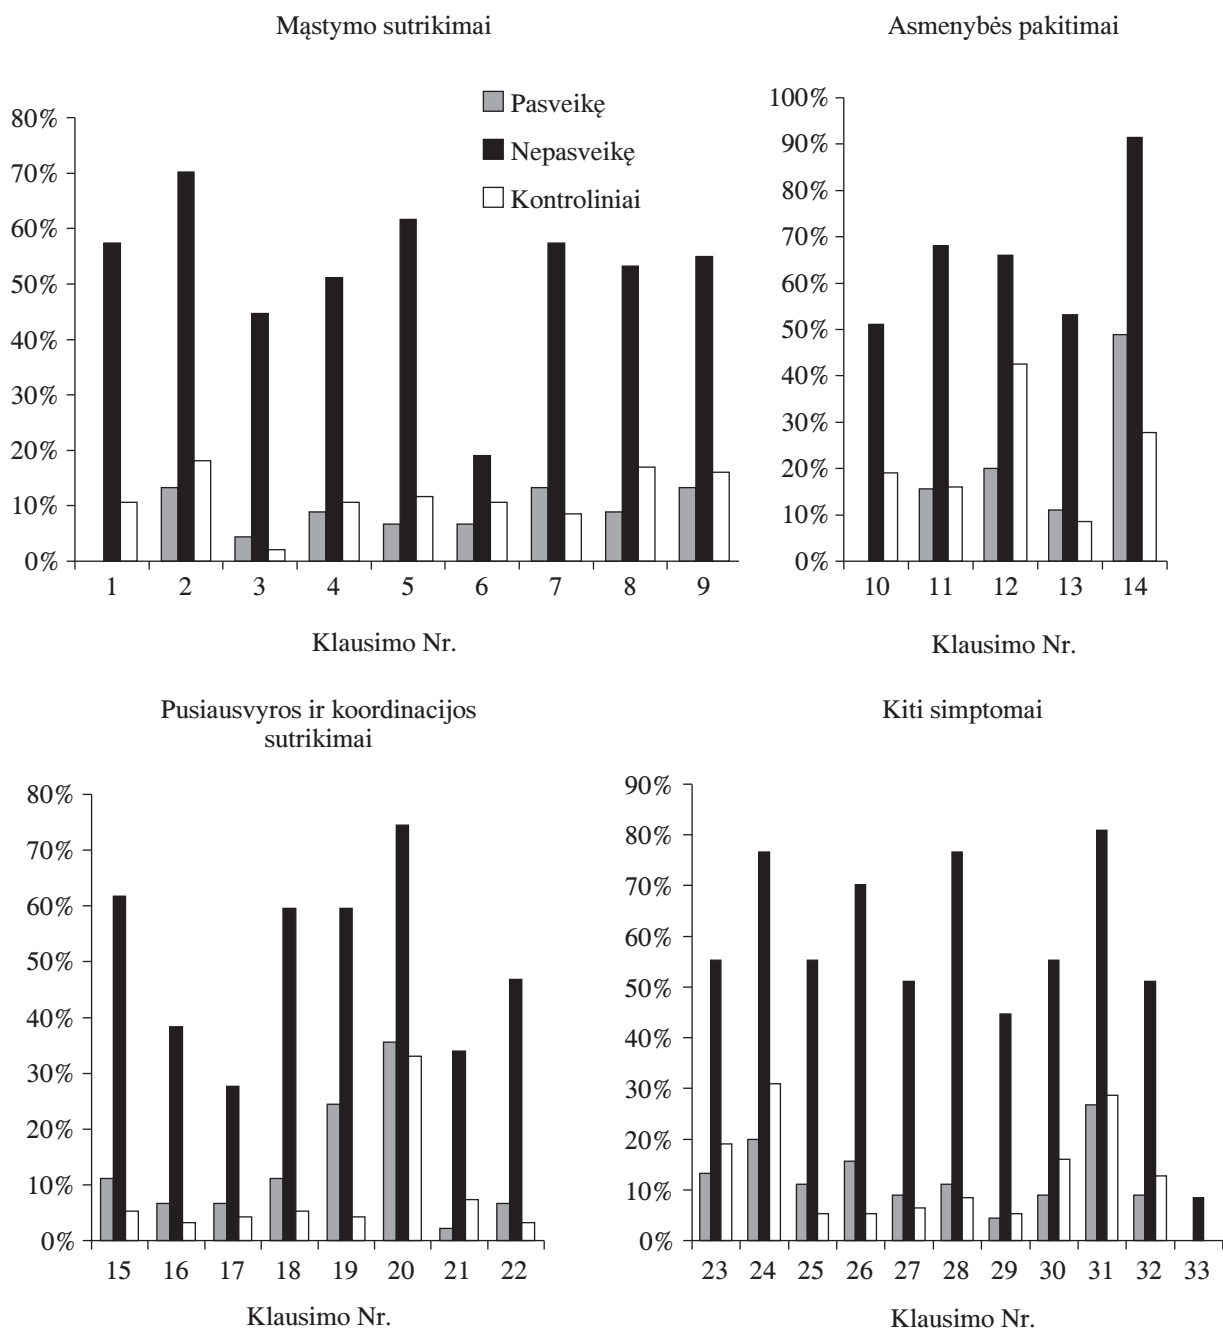 Mąstymo sutrikimai
80%
70%
60%
50%
40%
30%
20%
10%
0%
Pasveikę
Nepasveikę
Kontroliniai
1 2 3 4 5 6 7 8 9
Klausimo Nr.
Asmenybės pakitimai
100%
90%
80%
70%
60%
50%
40%
30%
20%
10%
0%
10 11 12 13 14
Klausimo Nr.
Pusiausvyros ir koordinacijos
sutrikimai
80%
70%
60%
50%
40%
30%
20%
10%
0%
15 16 17 18 19 20 21 22
Klausimo Nr.
Kiti simptomai
90%
80%
70%
60%
50%
40%
30%
20%
10%
0%
23 24 25 26 27 28 29 30 31 32 33
Klausimo Nr.